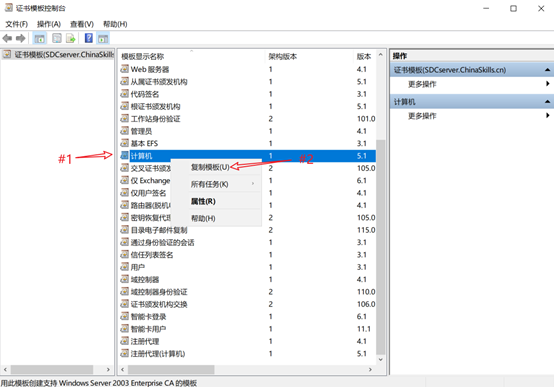 证书模板控制台
文件(F) 操作(A) 查看(V) 帮助(H)
证书模板(SDCserver.ChinaSkills
模板显示名称 架构版本 版本
Web 服务器 1 4.1
从属证书颁发机构 1 5.1
代码签名 1 3.1
根证书颁发机构 1 5.1
工作站身份验证 2 101.0
管理员 1 4.1
基本 EFS 1 3.1
#1 计算机 1 5.1
交叉证书颁发 2 105.0
仅 Exchange 1 6.1
仅用户签名 1 4.1
路由器(脱机 1 4.1
密钥恢复代理 2 105.0
目录电子邮件复制 2 115.0
通过身份验证的会话 1 3.1
信任列表签名 1 3.1
用户 1 3.1
域控制器 1 4.1
域控制器身份验证 2 110.0
证书颁发机构交换 2 106.0
智能卡登录 1 6.1
智能卡用户 1 11.1
注册代理 1 4.1
注册代理(计算机) 1 5.1
复制模板(U) #2
所有任务(K)
属性(R)
帮助(H)
操作
证书模板(SDCserver.ChinaSkills.cn)
更多操作
计算机
更多操作
用此模板创建支持 Windows Server 2003 Enterprise CA 的模板